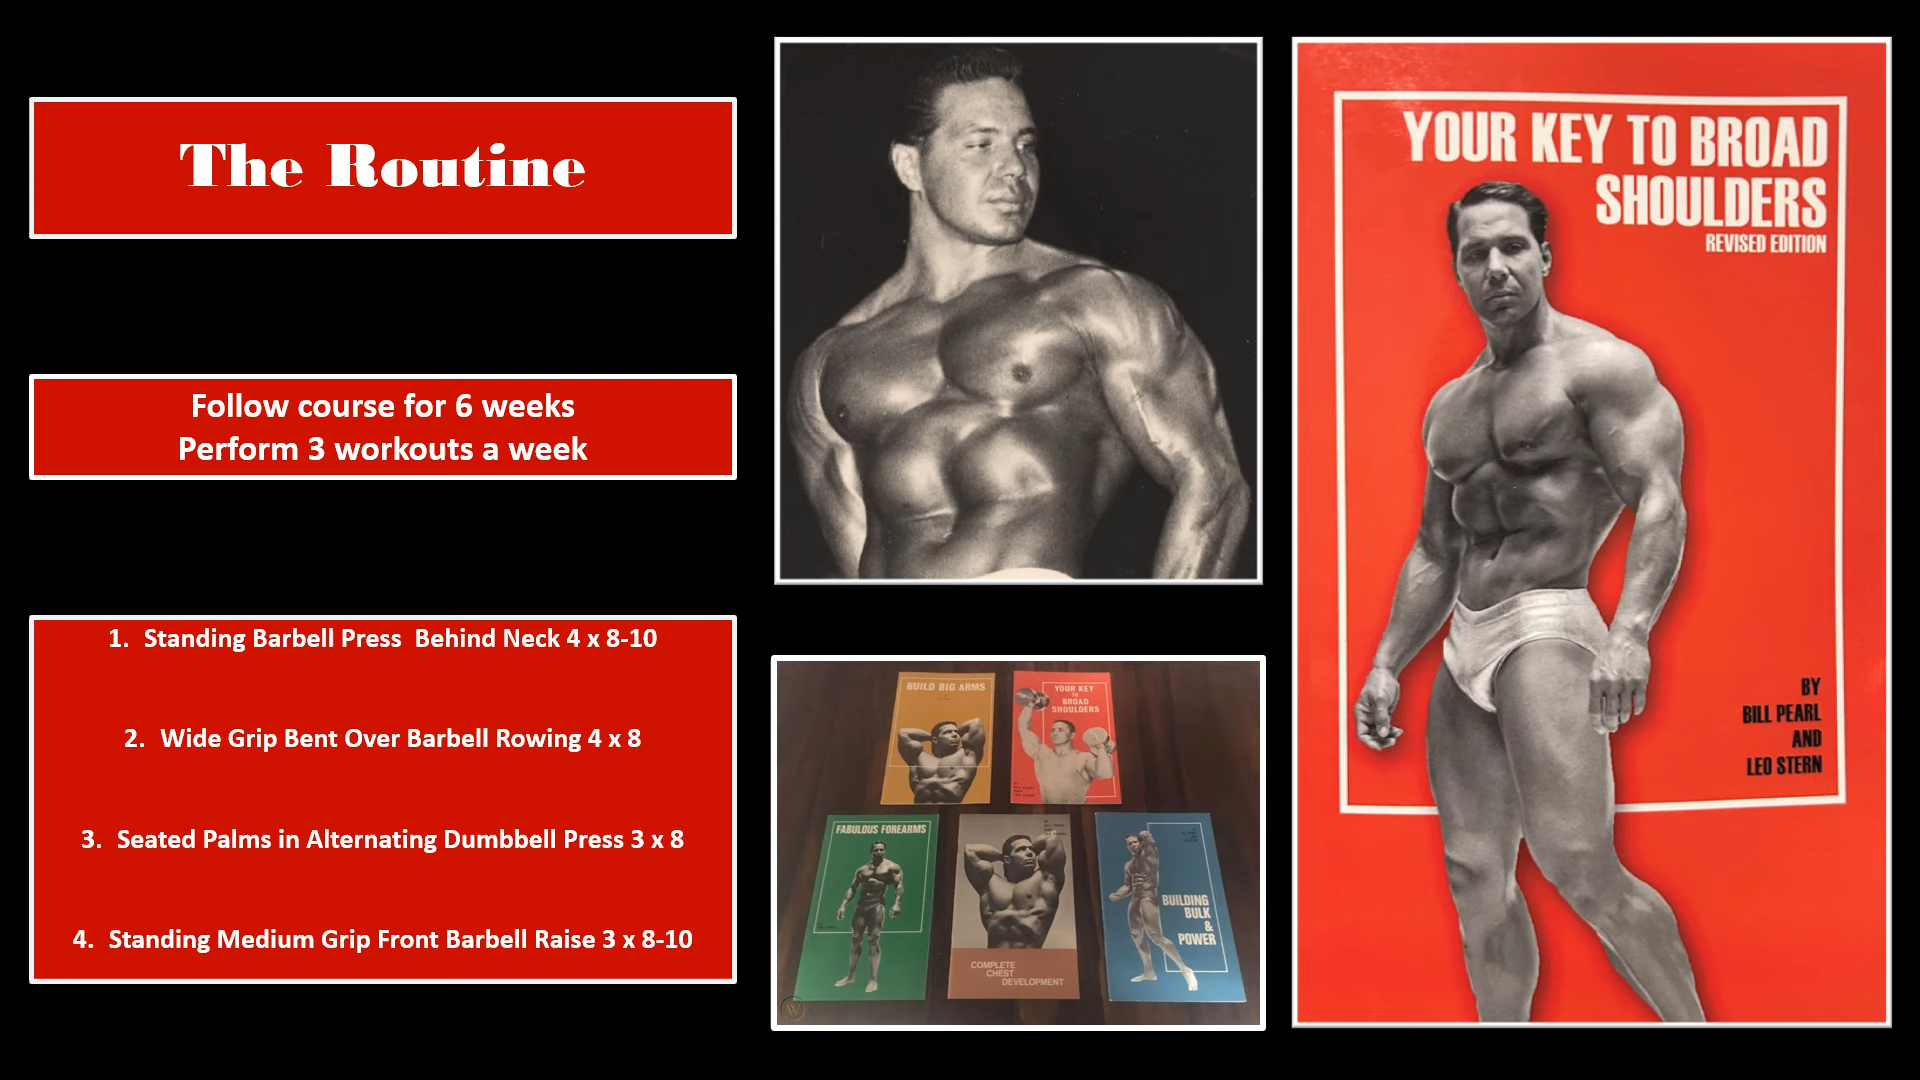 The Routine
Follow course for 6 weeks
Perform 3 workouts a week
1. Standing Barbell Press Behind Neck 4 x 8-10
2. Wide Grip Bent Over Barbell Rowing 4 x 8
3. Seated Palms in Alternating Dumbbell Press 3 x 8
4. Standing Medium Grip Front Barbell Raise 3 x 8-10
BUILD BIG ARMS
YOUR KEY
TO
BROAD
SHOULDERS
FABULOUS FOREARMS
COMPLETE
CHEST
DEVELOPMENT
BUILDING
BULK
&
POWER
W
YOUR KEY TO BROAD
SHOULDERS
REVISED EDITION
BY
BILL PEARL
AND
LEO STERN